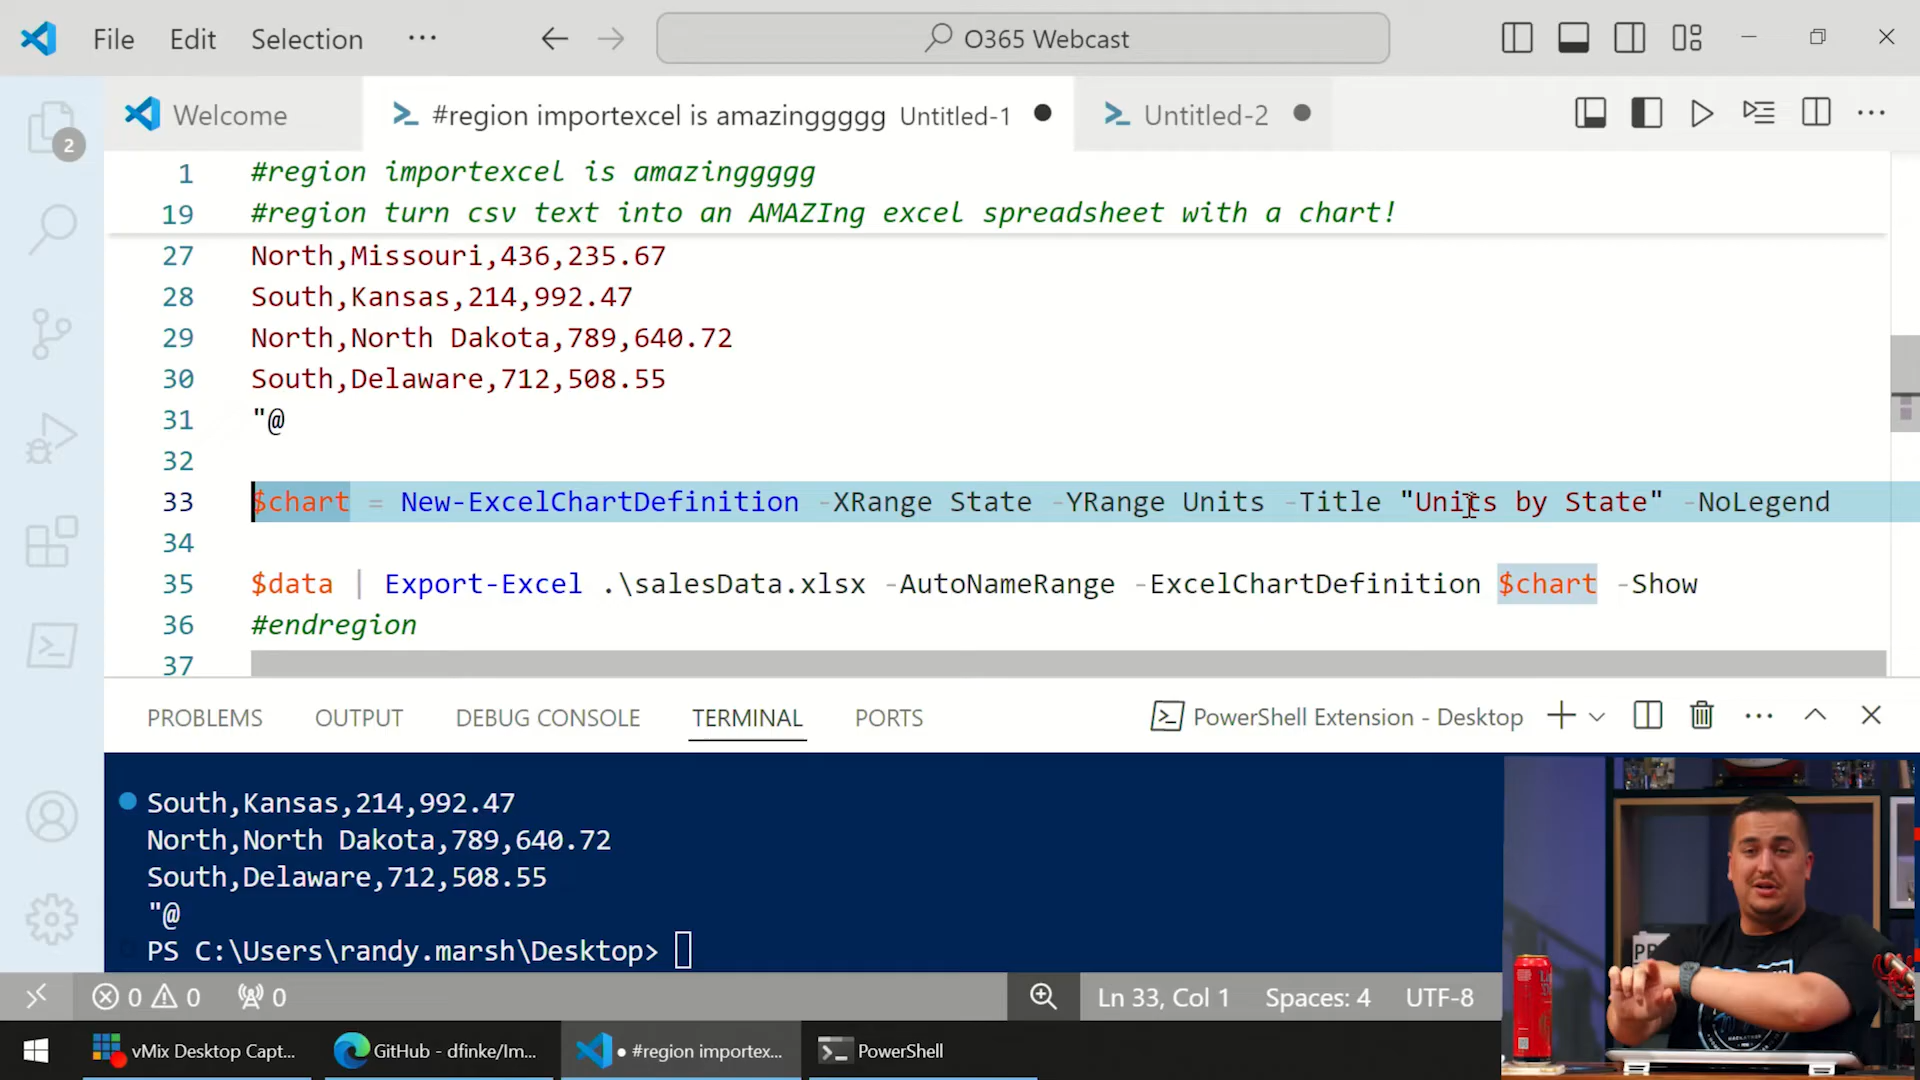 File Edit Selection ... O365 Webcast
Welcome #region importexcel is amazinggggg Untitled-1 Untitled-2
2
1 #region importexcel is amazinggggg
19 #region turn csv text into an AMAZIng excel spreadsheet with a chart!
27 North,Missouri,436,235.67
28 South,Kansas,214,992.47
29 North,North Dakota,789,640.72
30 South,Delaware,712,508.55
31 "@
32
33 $chart = New-ExcelChartDefinition -XRange State -YRange Units -Title "Units by State" -NoLegend
34
35 $data | Export-Excel .\salesData.xlsx -AutoNameRange -ExcelChartDefinition $chart -Show
36 #endregion
37
PROBLEMS OUTPUT DEBUG CONSOLE TERMINAL PORTS PowerShell Extension - Desktop
South,Kansas,214,992.47
North,North Dakota,789,640.72
South,Delaware,712,508.55
"@
PS C:\Users\randy.marsh\Desktop>
0 0 0 Ln 33, Col 1 Spaces: 4 UTF-8
vMix Desktop Capt... GitHub - dfinke/Im... ● #region importex... PowerShell